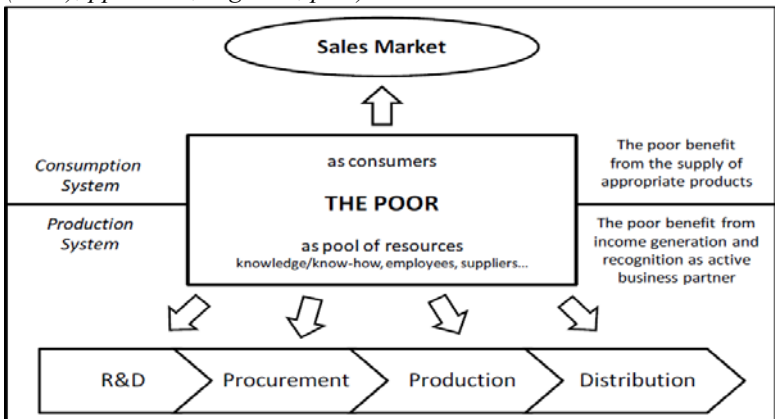 Sales Market
as consumers
THE POOR
as pool of resources
knowledge/know-how, employees, suppliers...
Consumption
System
Production
System
The poor benefit
from the supply of
appropriate products
The poor benefit from
income generation and
recognition as active
business partner
R&D
Procurement
Production
Distribution